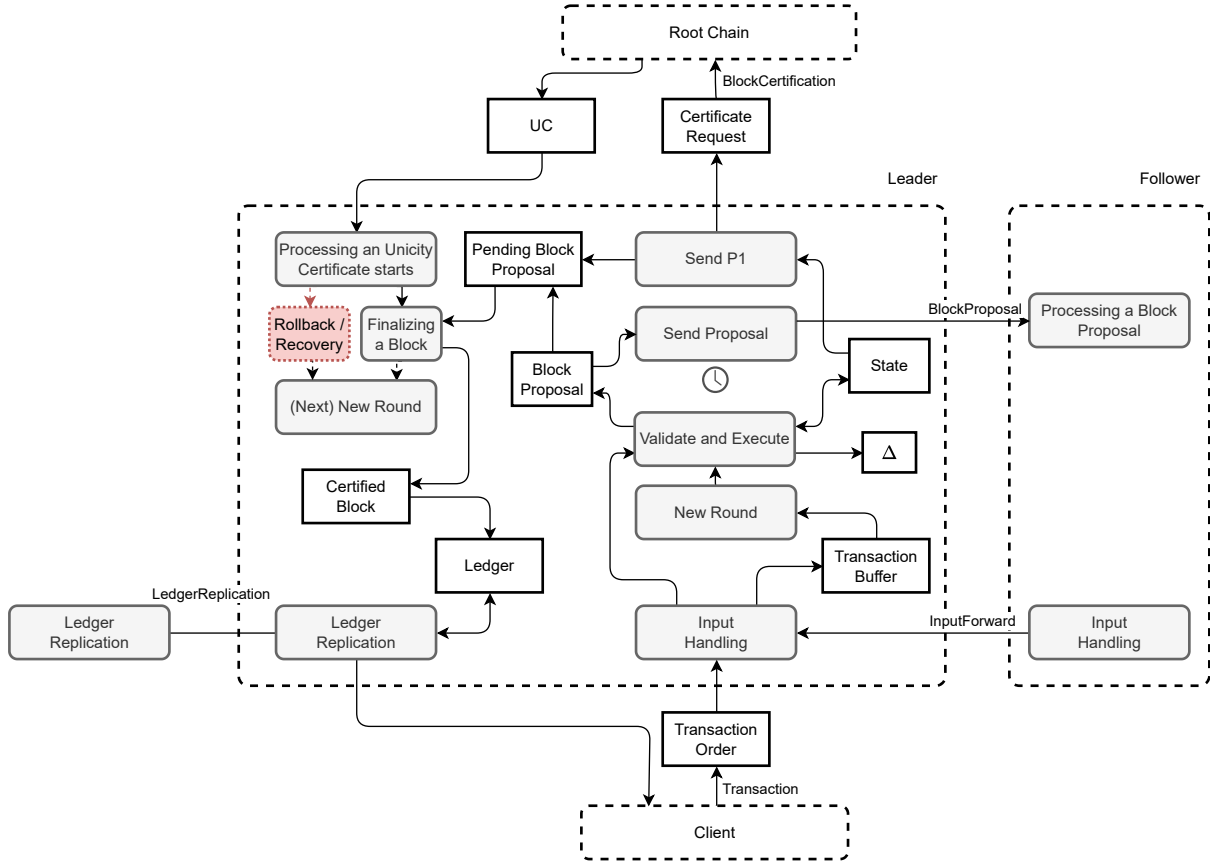 Root Chain
BlockCertification
UC
Certificate
Request
Leader
Follower
Processing an Unicity
Certificate starts
Pending Block
Proposal
Send P1
Rollback /
Recovery
Finalizing
a Block
Send Proposal
BlockProposal
Processing a Block
Proposal
Block
Proposal
State
(Next) New Round
Validate and Execute
Δ
Certified
Block
New Round
Ledger
Transaction
Buffer
LedgerReplication
Ledger
Replication
Ledger
Replication
Input
Handling
InputForward
Input
Handling
Transaction
Order
Transaction
Client